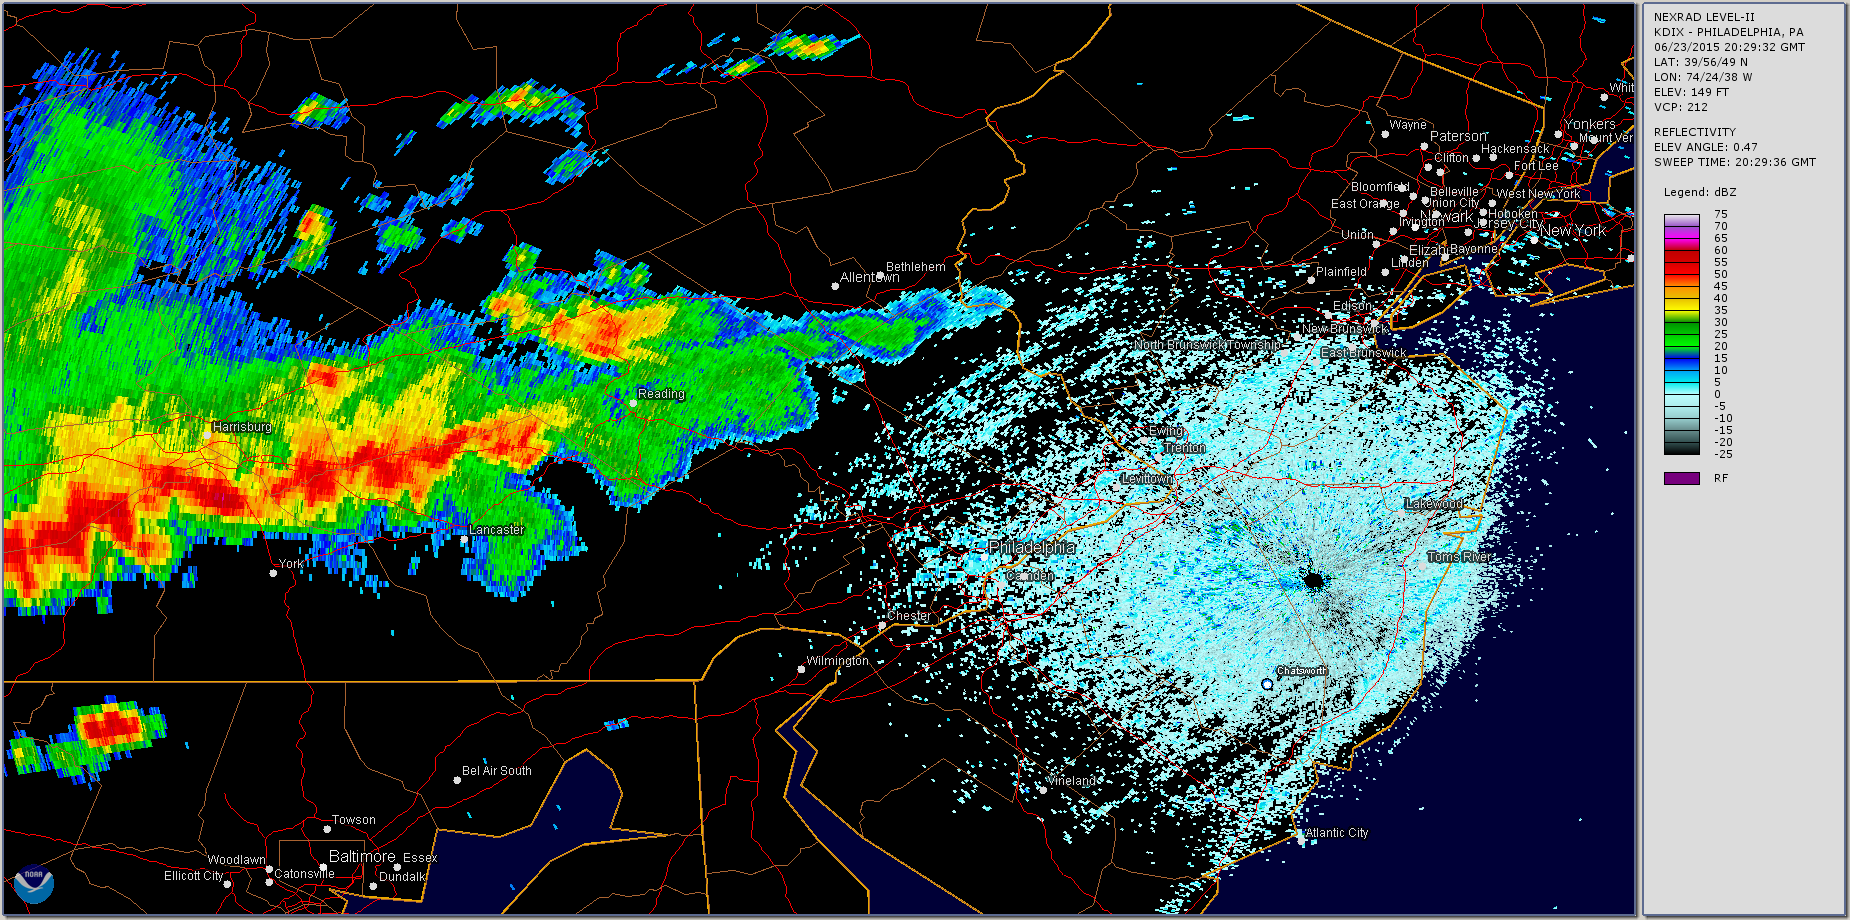 NEXRAD LEVEL-II
KDIX - PHILADELPHIA, PA
06/23/2015 20:29:32 GMT
LAT: 39/56/49 N
LON: 74/24/38 W
ELEV: 149 FT
VCP: 212
REFLECTIVITY
ELEV ANGLE: 0.47
SWEEP TIME: 20:29:36 GMT
Legend: dBZ
75
70
65
60
55
50
45
40
35
30
25
20
15
10
5
0
-5
-10
-15
-20
-25
RF
Whit
Wayne
Yonkers
Paterson
Mount Ver
Hackensack
Clifton
Fort Lee
Bloomfield
Belleville
West New York
East Orange
Union City
Newark
Hoboken
Irvington
Jersey City
New York
Union
Elizab
Bayonne
Linden
Plainfield
Bethlehem
Allentown
Edison
New Brunswick
North Brunswick Township
East Brunswick
Reading
Harrisburg
Ewing
Trenton
Levittown
Lakewood
Lancaster
Philadelphia
Toms River
York
Camden
Chester
Wilmington
Chatsworth
Bel Air South
Vineland
Towson
Atlantic City
Woodlawn
Baltimore
Essex
Ellicott City
Catonsville
Dundalk
NOAA